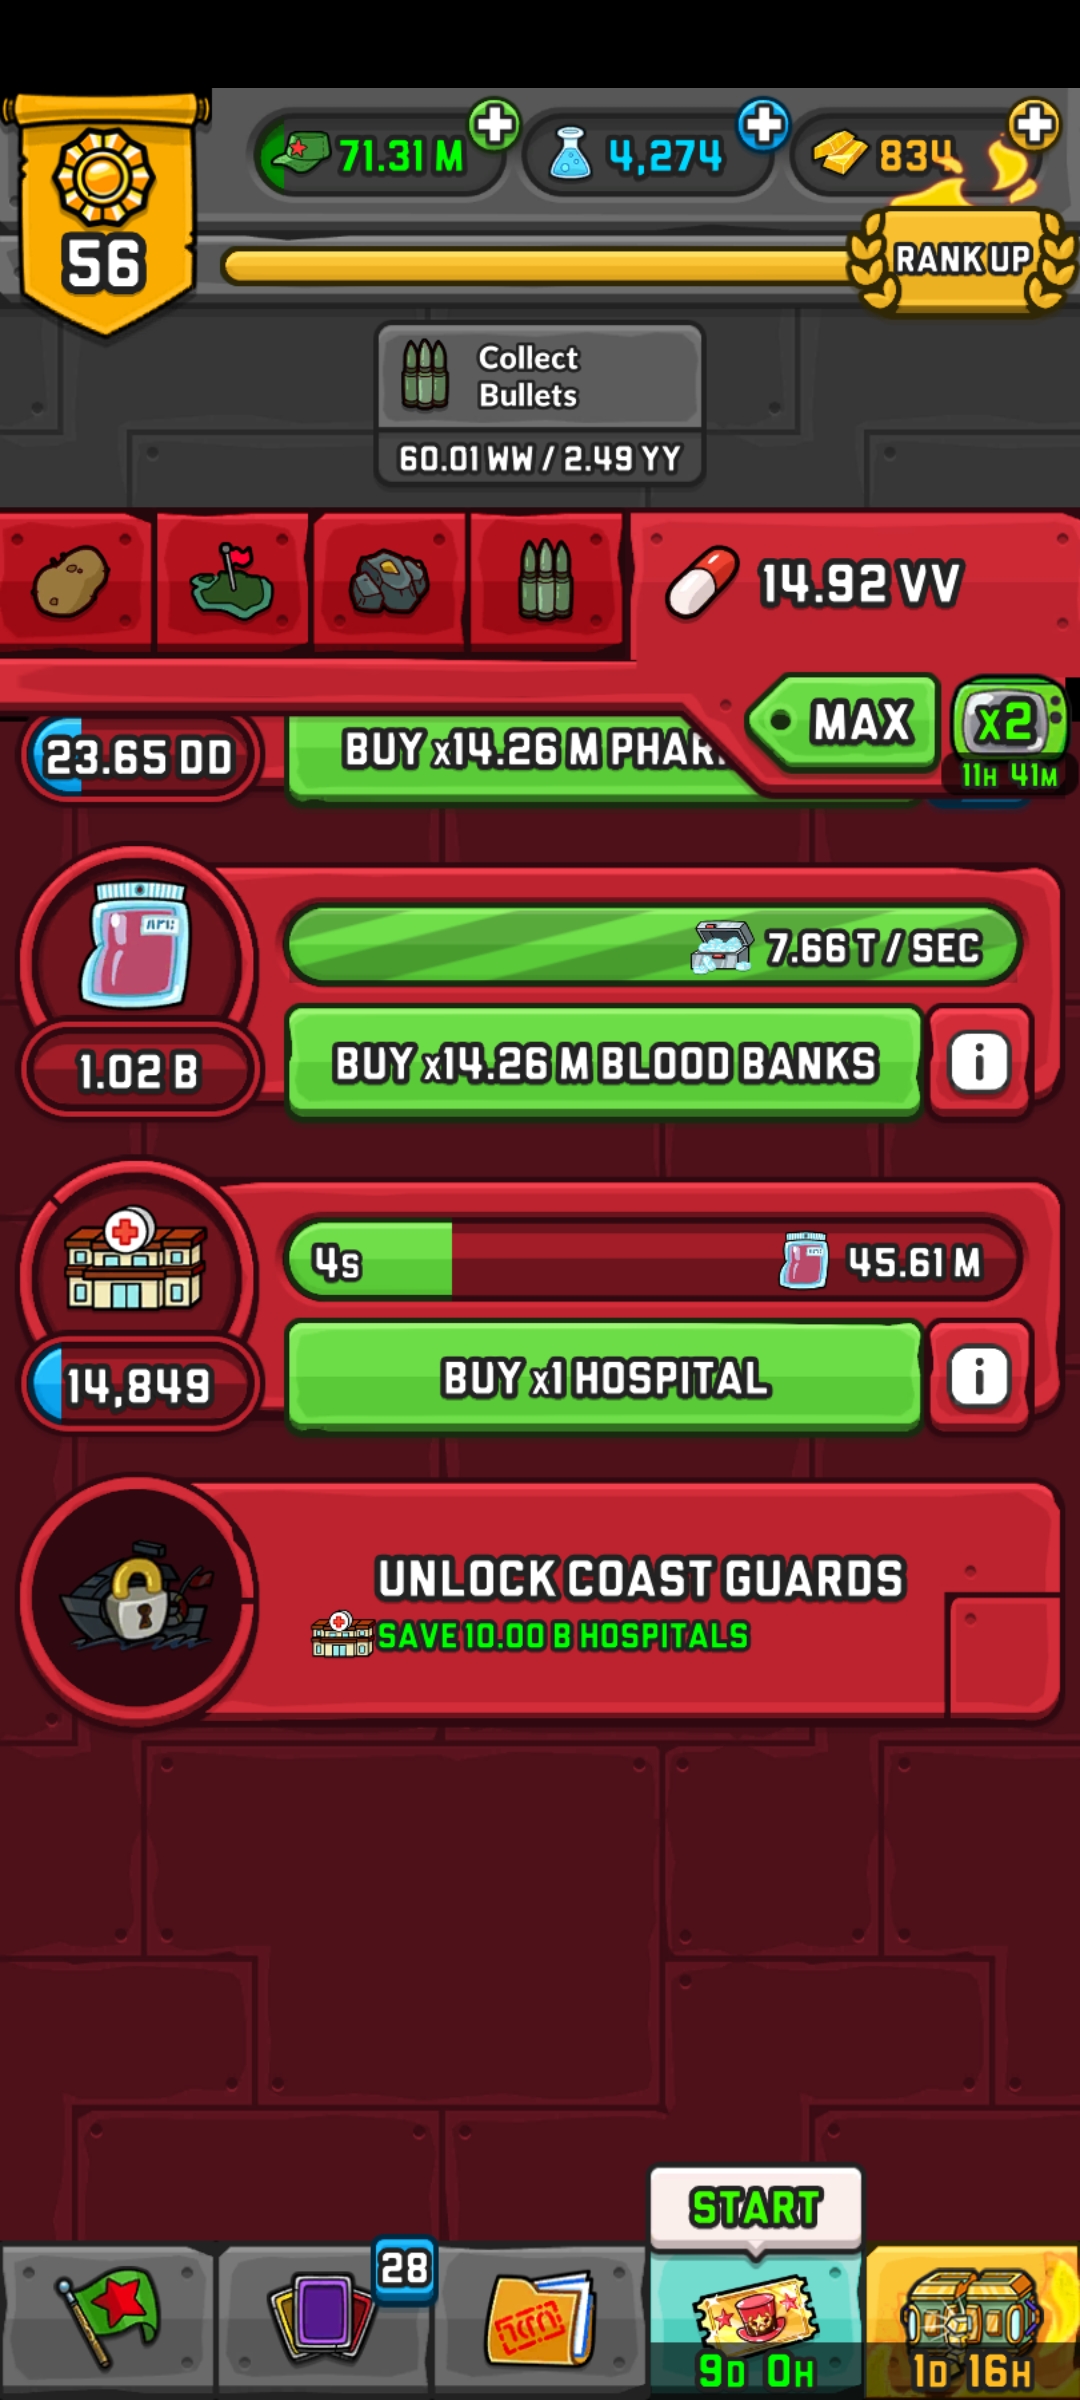 71.31 M
4,274
834
56
RANK UP
Collect
Bullets
60.01 WW / 2.49 YY
14.92 VV
MAX
x2
11H 41M
23.65 DD
BUY x14.26 M PHAR.
7.66 T / SEC
1.02 B
BUY x14.26 M BLOOD BANKS
i
4s
45.61 M
14,849
BUY x1 HOSPITAL
i
UNLOCK COAST GUARDS
SAVE 10.00 B HOSPITALS
START
28
9D 0H
1D 16H